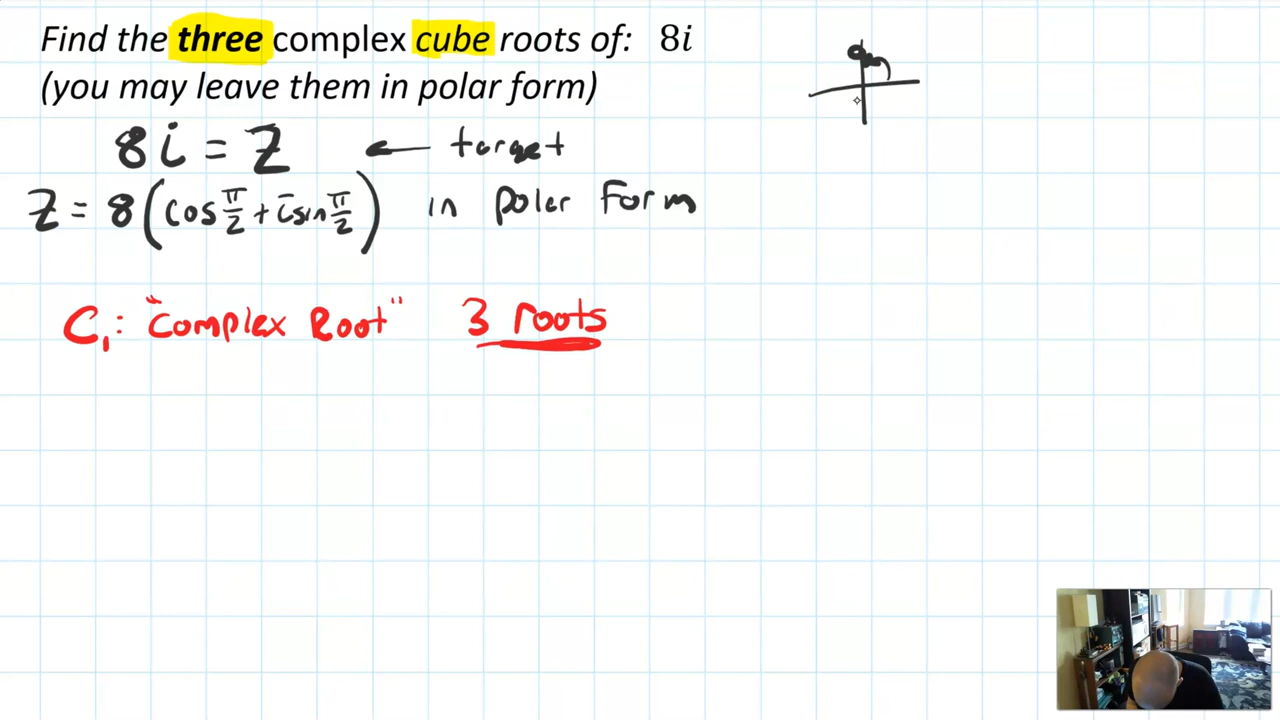 Find the three complex cube roots of: 8i
(you may leave them in polar form)
8i = Z ← target
Z = 8(cos π/2 + i sin π/2) in polar form
C₁: "Complex Root" 3 roots